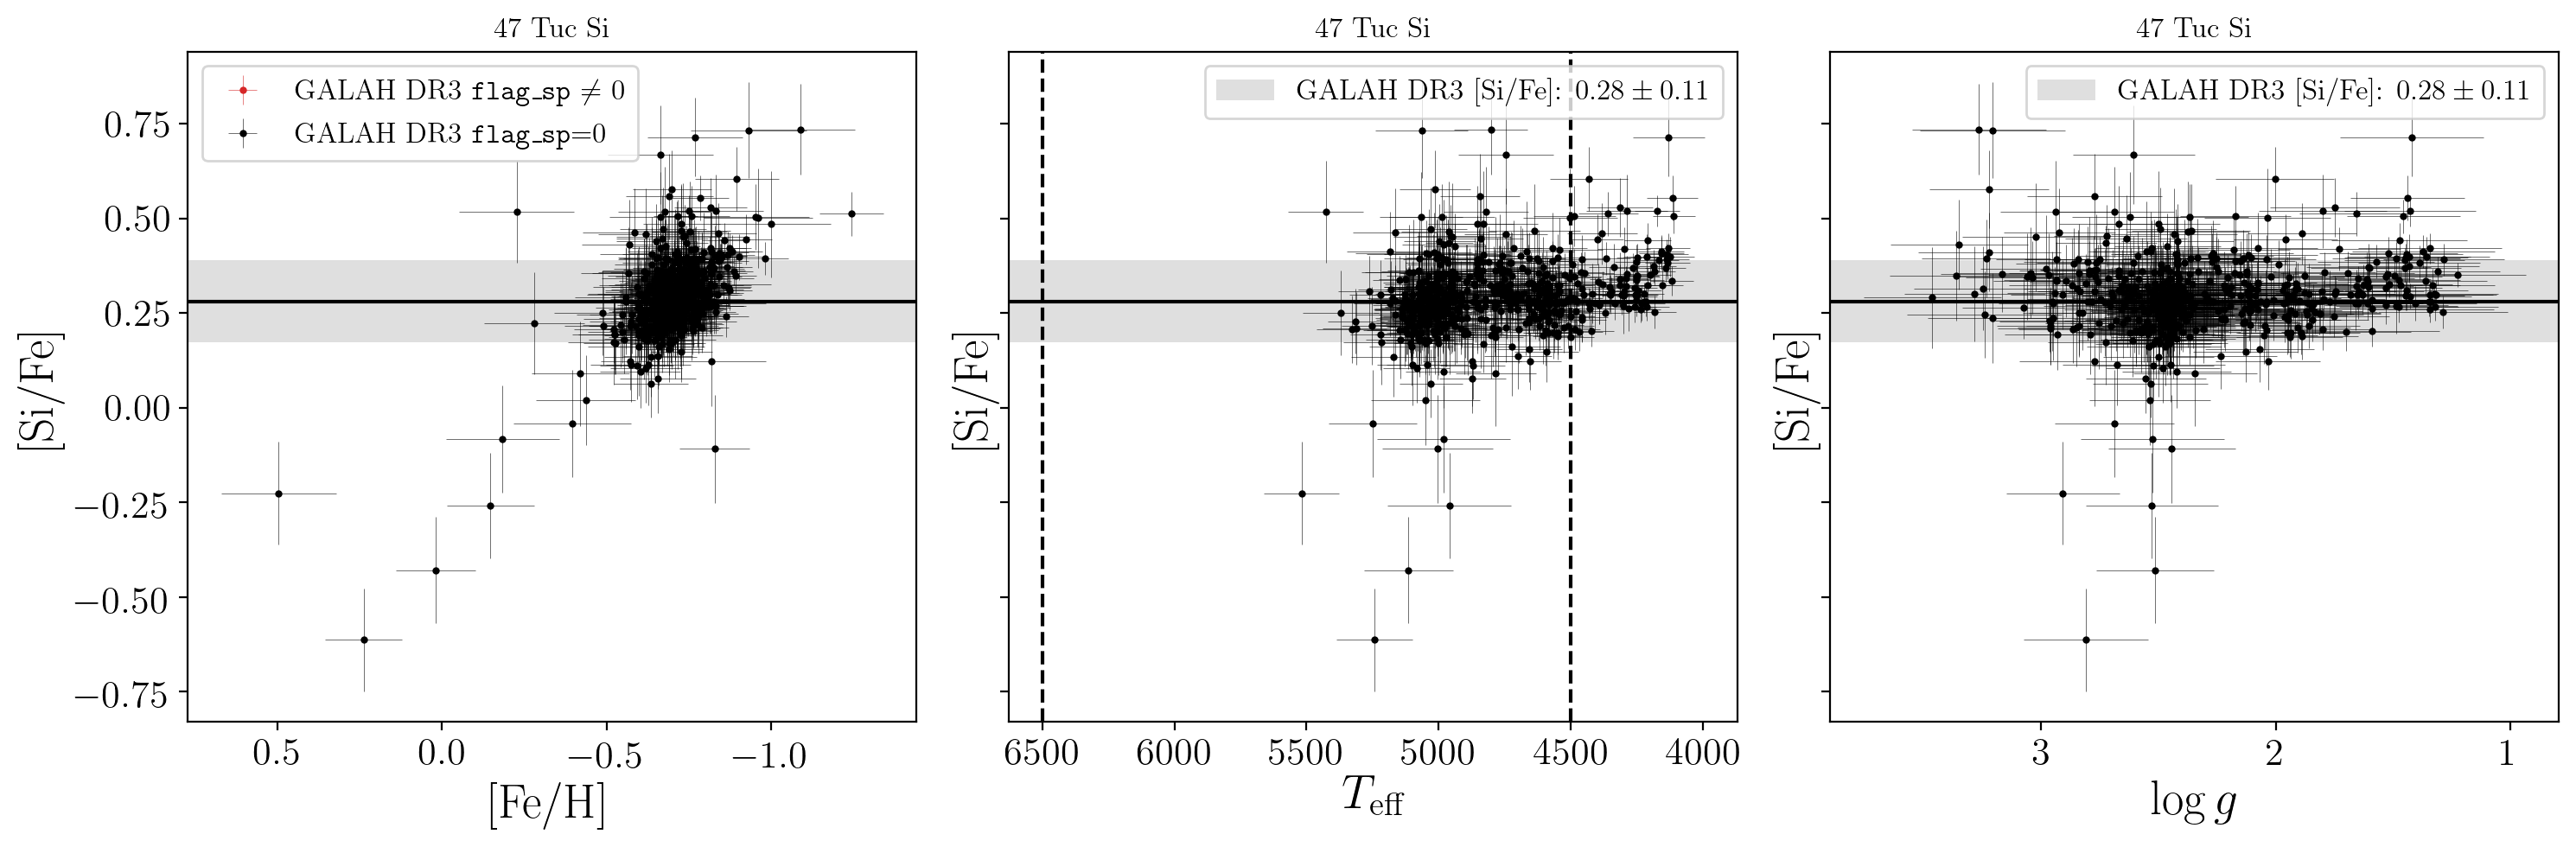 47 Tuc Si
GALAH DR3 flag_sp ≠ 0
GALAH DR3 flag_sp=0
0.75
0.50
0.25
0.00
−0.25
−0.50
−0.75
[Si/Fe]
0.5
0.0
−0.5
−1.0
[Fe/H]
47 Tuc Si
GALAH DR3 [Si/Fe]: 0.28 ± 0.11
[Si/Fe]
6500
6000
5500
5000
4500
4000
T_eff
47 Tuc Si
GALAH DR3 [Si/Fe]: 0.28 ± 0.11
[Si/Fe]
3
2
1
log g